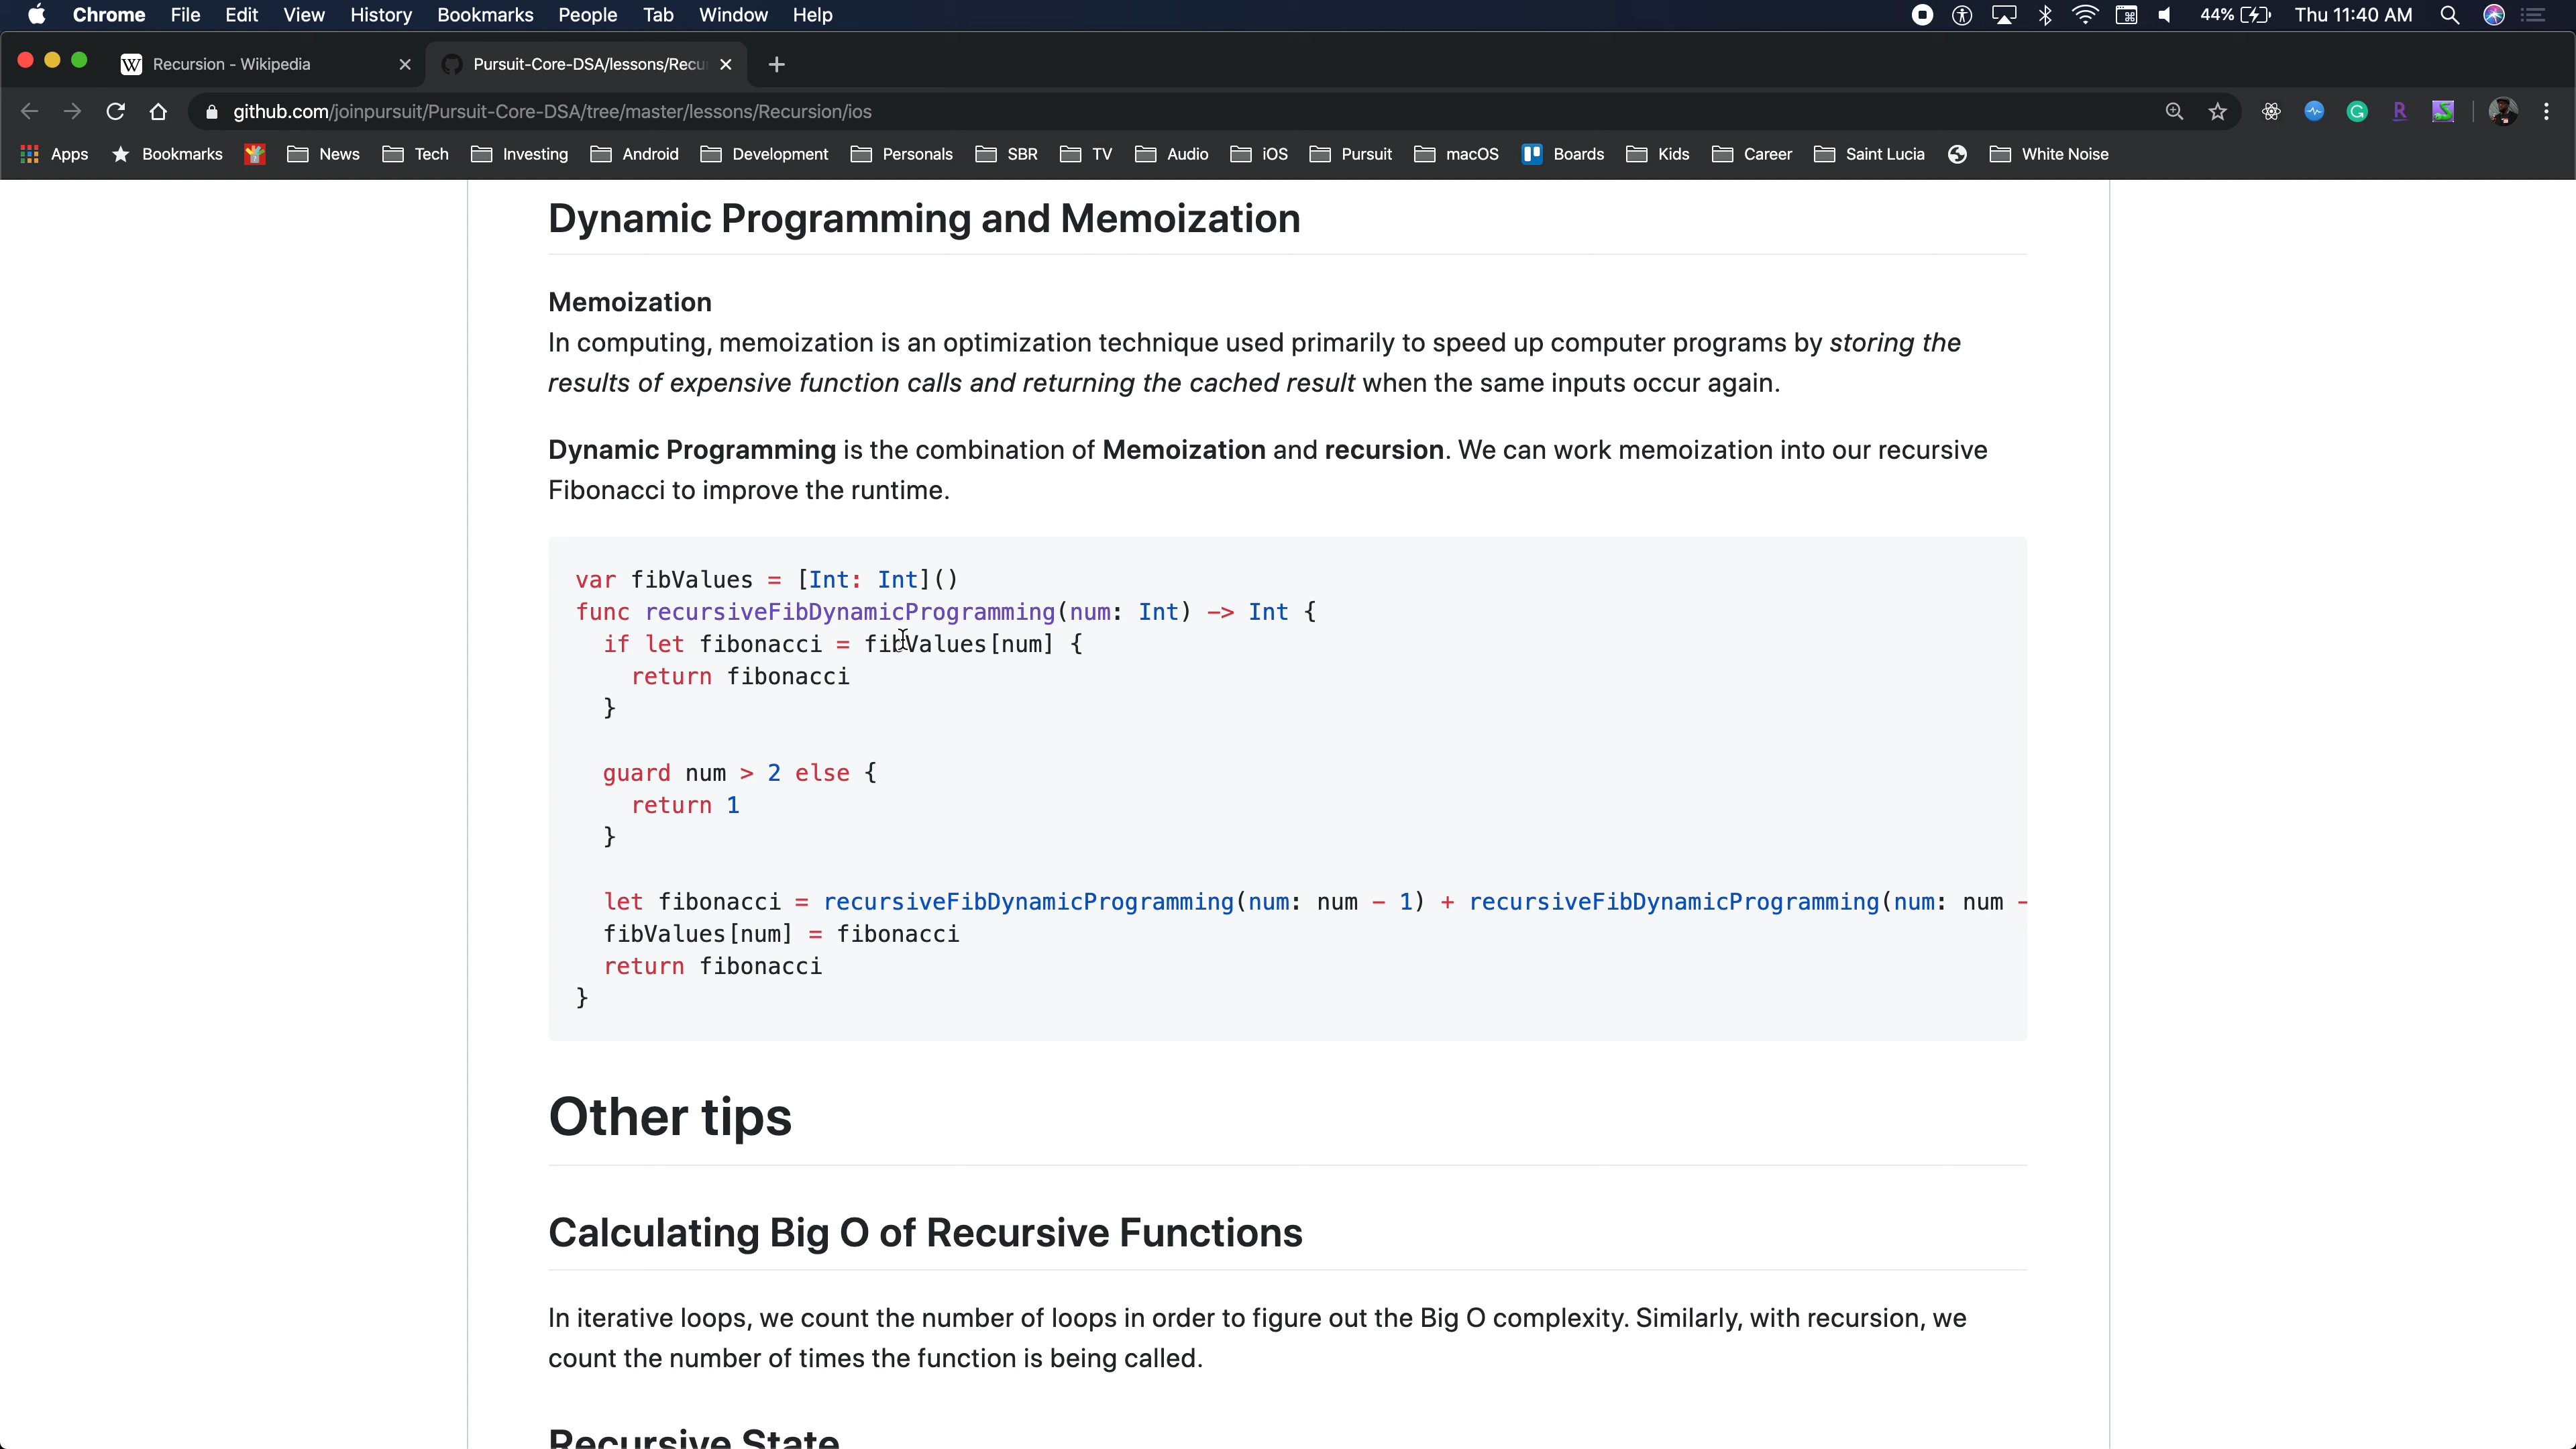 Chrome File Edit View History Bookmarks People Tab Window Help 44% Thu 11:40 AM
Recursion - Wikipedia Pursuit-Core-DSA/lessons/Recu
github.com/joinpursuit/Pursuit-Core-DSA/tree/master/lessons/Recursion/ios
Apps Bookmarks News Tech Investing Android Development Personals SBR TV Audio iOS Pursuit macOS Boards Kids Career Saint Lucia White Noise
Dynamic Programming and Memoization
Memoization
In computing, memoization is an optimization technique used primarily to speed up computer programs by storing the
results of expensive function calls and returning the cached result when the same inputs occur again.
Dynamic Programming is the combination of Memoization and recursion. We can work memoization into our recursive
Fibonacci to improve the runtime.
var fibValues = [Int: Int]()
func recursiveFibDynamicProgramming(num: Int) -> Int {
  if let fibonacci = fibValues[num] {
    return fibonacci
  }
  guard num > 2 else {
    return 1
  }
  let fibonacci = recursiveFibDynamicProgramming(num: num - 1) + recursiveFibDynamicProgramming(num: num -
  fibValues[num] = fibonacci
  return fibonacci
}
Other tips
Calculating Big O of Recursive Functions
In iterative loops, we count the number of loops in order to figure out the Big O complexity. Similarly, with recursion, we
count the number of times the function is being called.
Recursive State